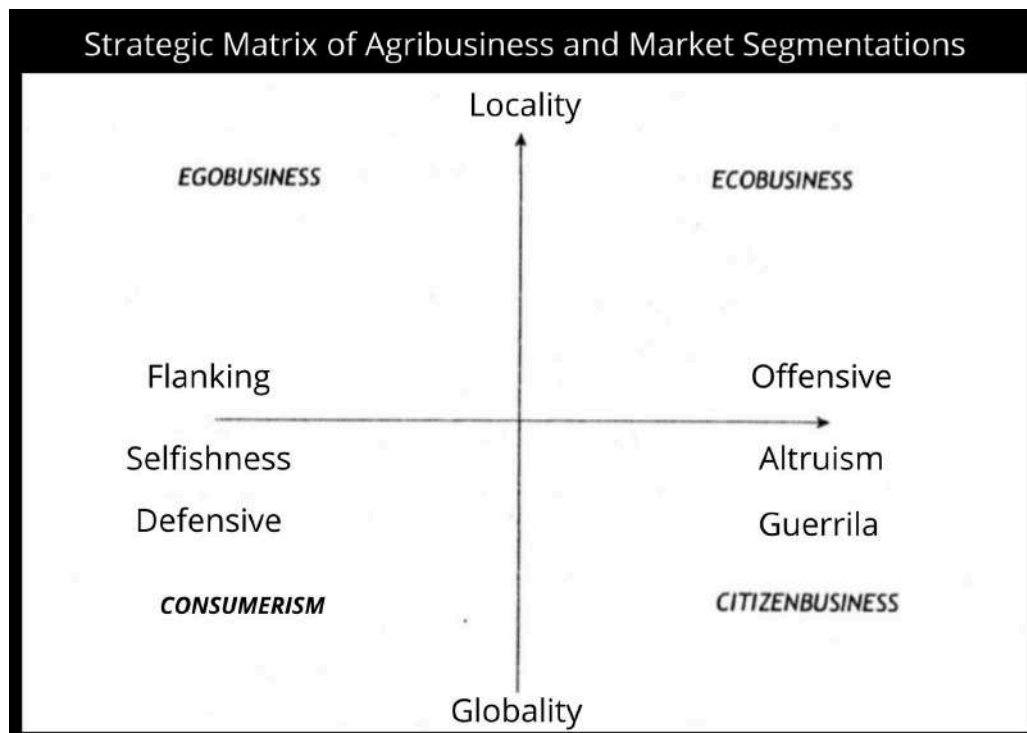 Strategic Matrix of Agribusiness and Market Segmentations
Locality
EGOBUSINESS
ECOBUSINESS
Flanking
Offensive
Selfishness
Altruism
Defensive
Guerrila
CONSUMERISM
CITIZENBUSINESS
Globality